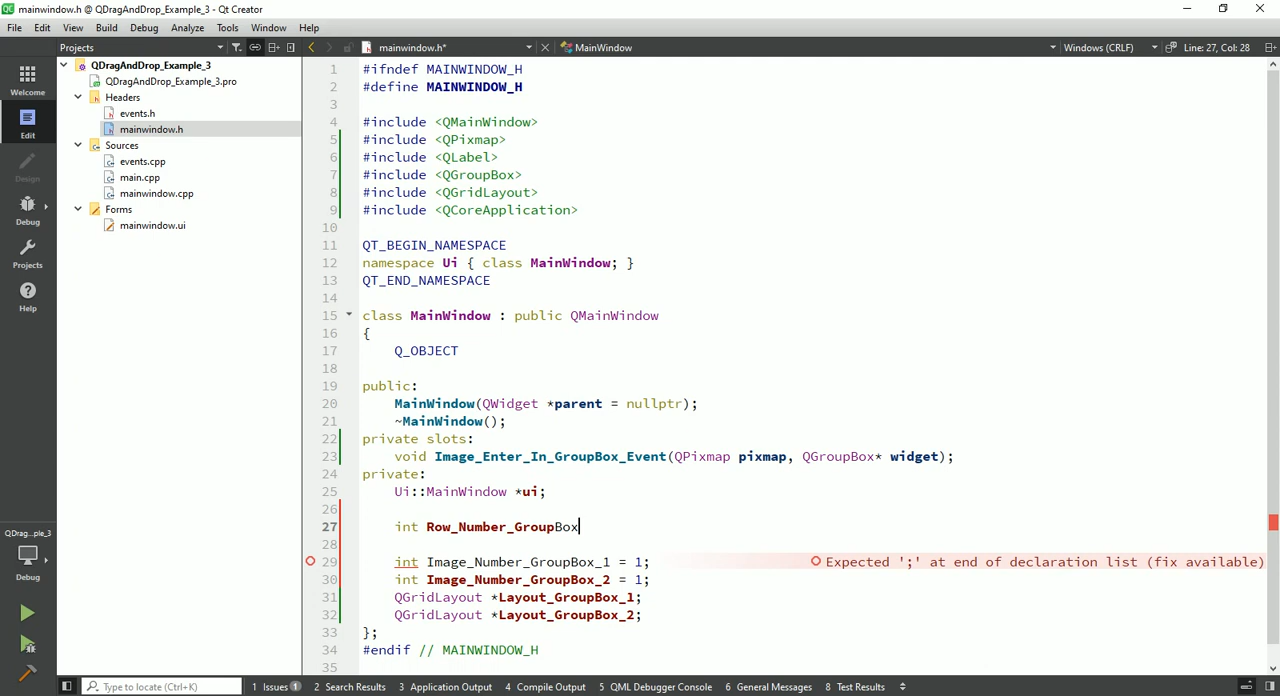 mainwindow.h @ QDragAndDrop_Example_3 - Qt Creator
File Edit View Build Debug Analyze Tools Window Help
Projects mainwindow.h* MainWindow Windows (CRLF) Line: 27, Col: 28
Welcome
Edit
Design
Debug
Projects
Help
QDrag...ple_3
Debug
QDragAndDrop_Example_3
QDragAndDrop_Example_3.pro
Headers
events.h
mainwindow.h
Sources
events.cpp
main.cpp
mainwindow.cpp
Forms
mainwindow.ui
1 #ifndef MAINWINDOW_H
2 #define MAINWINDOW_H
3
4 #include <QMainWindow>
5 #include <QPixmap>
6 #include <QLabel>
7 #include <QGroupBox>
8 #include <QGridLayout>
9 #include <QCoreApplication>
10
11 QT_BEGIN_NAMESPACE
12 namespace Ui { class MainWindow; }
13 QT_END_NAMESPACE
14
15 class MainWindow : public QMainWindow
16 {
17 Q_OBJECT
18
19 public:
20 MainWindow(QWidget *parent = nullptr);
21 ~MainWindow();
22 private slots:
23 void Image_Enter_In_GroupBox_Event(QPixmap pixmap, QGroupBox* widget);
24 private:
25 Ui::MainWindow *ui;
26
27 int Row_Number_GroupBox
28
29 int Image_Number_GroupBox_1 = 1; Expected ';' at end of declaration list (fix available)
30 int Image_Number_GroupBox_2 = 1;
31 QGridLayout *Layout_GroupBox_1;
32 QGridLayout *Layout_GroupBox_2;
33 };
34 #endif // MAINWINDOW_H
35
Type to locate (Ctrl+K) 1 Issues 1 2 Search Results 3 Application Output 4 Compile Output 5 QML Debugger Console 6 General Messages 8 Test Results